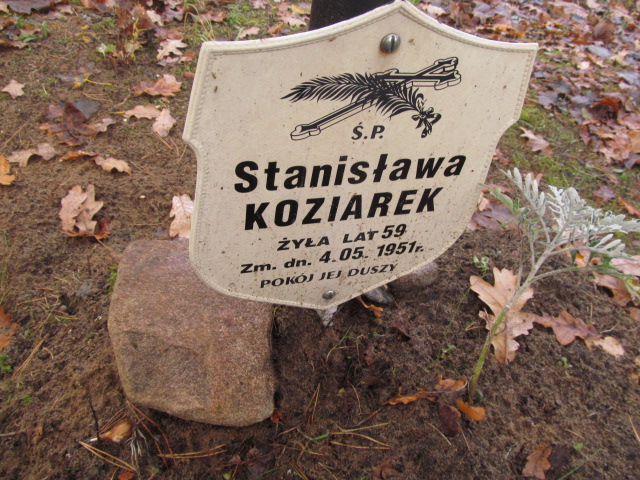 Ś.P.
Stanisława
KOZIAREK
ŻYŁA LAT 59
Zm. dn. 4.05. 1951r.
POKÓJ JEJ DUSZY